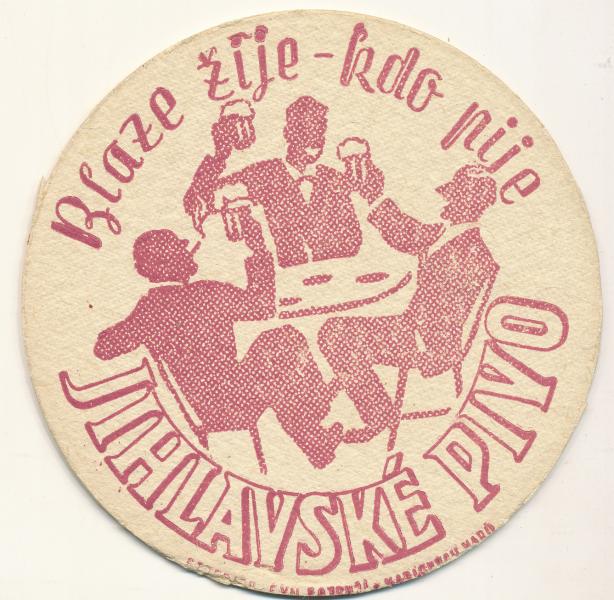 Blaze žije - kdo pije
JIHLAVSKÉ PIVO